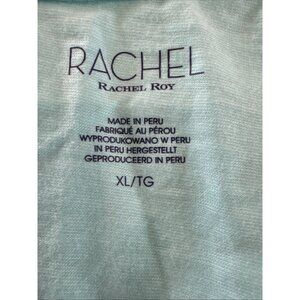 RACHEL
RACHEL ROY
MADE IN PERU
FABRIQUÉ AU PÉROU
WYPRODUKOWANO W PERU
IN PERU HERGESTELLT
GEPRODUCEERD IN PERU
XL/TG